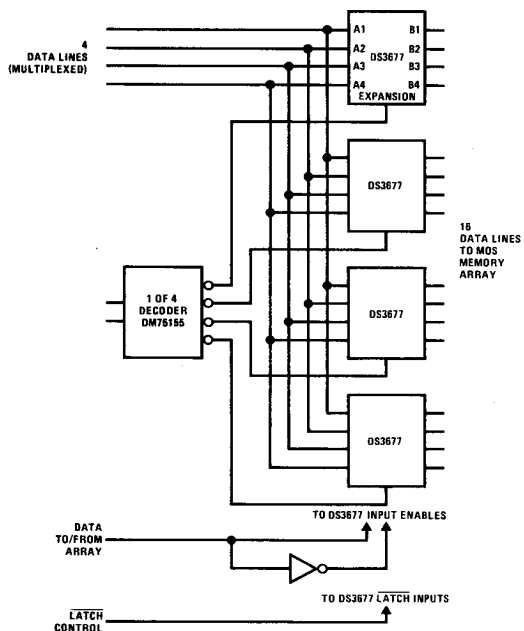 4
DATA LINES
(MULTIPLEXED)
A1 B1
A2 DS3677 B2
A3 B3
A4 B4
EXPANSION
DS3677
16
DATA LINES
TO MOS
MEMORY
ARRAY
1 OF 4
DECODER
DM75155
DS3677
DS3677
TO DS3677 INPUT ENABLES
DATA
TO/FROM
ARRAY
TO DS3677 LATCH INPUTS
LATCH
CONTROL